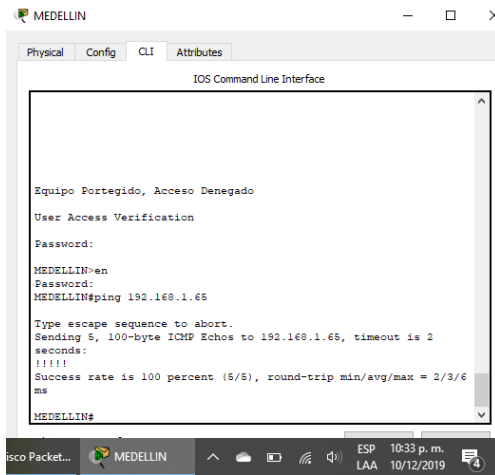 MEDELLIN
Physical Config CLI Attributes
IOS Command Line Interface
Equipo Portegido, Acceso Denegado
User Access Verification
Password:
MEDELLIN>en
Password:
MEDELLIN#ping 192.168.1.65
Type escape sequence to abort.
Sending 5, 100-byte ICMP Echos to 192.168.1.65, timeout is 2
seconds:
!!!!!
Success rate is 100 percent (5/5), round-trip min/avg/max = 2/3/6
ms
MEDELLIN#
isco Packet... MEDELLIN ESP 10:33 p. m.
LAA 10/12/2019 4